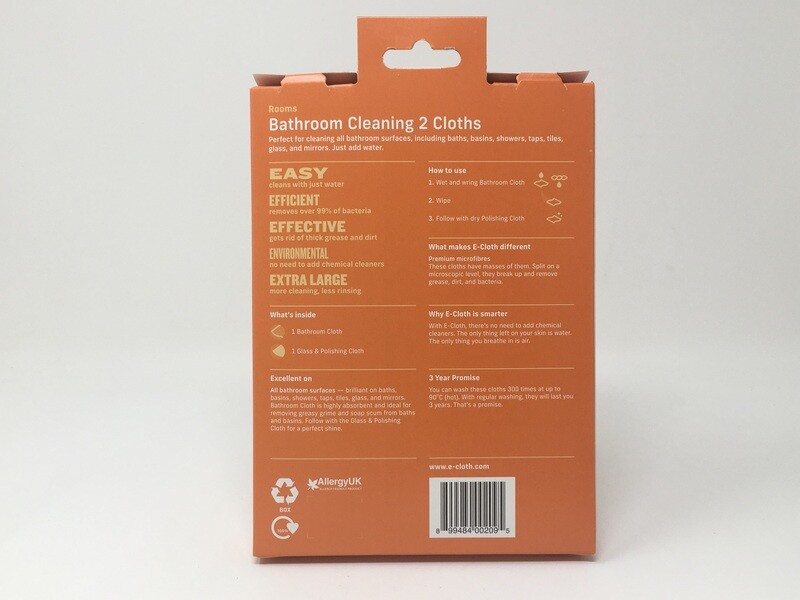 Rooms
Bathroom Cleaning 2 Cloths
Perfect for cleaning all bathroom surfaces, including baths, basins, showers, taps, tiles,
glass, and mirrors. Just add water.
EASY
cleans with just water
EFFICIENT
removes over 99% of bacteria
EFFECTIVE
gets rid of thick grease and dirt
ENVIRONMENTAL
no need to add chemical cleaners
EXTRA LARGE
more cleaning, less rinsing
What's inside
1 Bathroom Cloth
1 Glass & Polishing Cloth
Excellent on
All bathroom surfaces — brilliant on baths,
basins, showers, taps, tiles, glass, and mirrors.
Bathroom Cloth is highly absorbent and ideal for
removing greasy grime and soap scum from baths
and basins. Follow with the Glass & Polishing
Cloth for a perfect shine.
BOX
AllergyUK
How to use
1. Wet and wring Bathroom Cloth
2. Wipe
3. Follow with dry Polishing Cloth
What makes E-Cloth different
Premium microfibres
These cloths have masses of them. Split on a
microscopic level, they break up and remove
grease, dirt, and bacteria.
Why E-Cloth is smarter
With E-Cloth, there's no need to add chemical
cleaners. The only thing left on your skin is water.
The only thing you breathe in is air.
3 Year Promise
You can wash these cloths 300 times at up to
90°C (hot). With regular washing, they will last you
3 years. That's a promise.
www.e-cloth.com
8 99484 00209 5